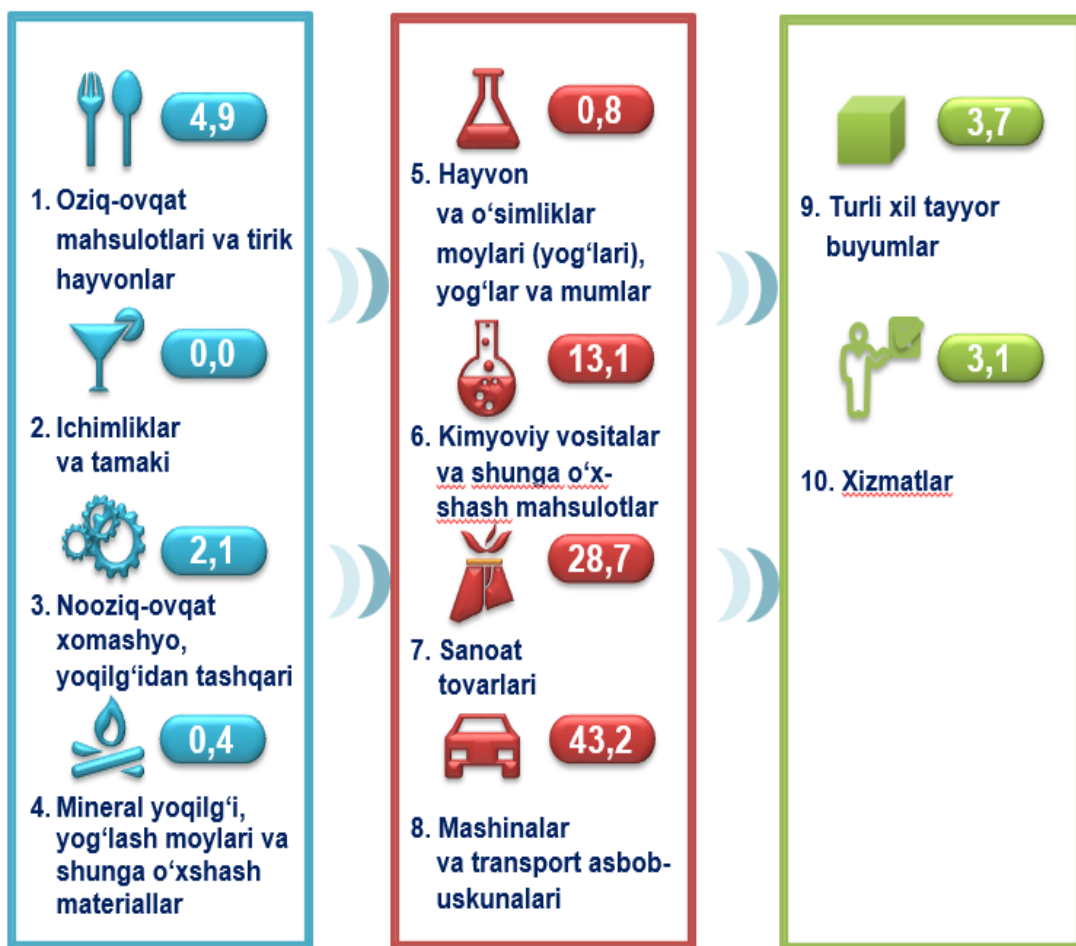 4,9
1. Oziq-ovqat
mahsulotlari va tirik
hayvonlar
0,0
2. Ichimliklar
va tamaki
2,1
3. Nooziq-ovqat
xomashyo,
yoqilg‘idan tashqari
0,4
4. Mineral yoqilg‘i,
yog‘lash moylari va
shunga o‘xshash
materiallar
0,8
5. Hayvon
va o‘simliklar
moylari (yog‘lari),
yog‘lar va mumlar
13,1
6. Kimyoviy vositalar
va shunga o‘x-
shash mahsulotlar
28,7
7. Sanoat
tovarlari
43,2
8. Mashinalar
va transport asbob-
uskunalari
3,7
9. Turli xil tayyor
buyumlar
3,1
10. Xizmatlar